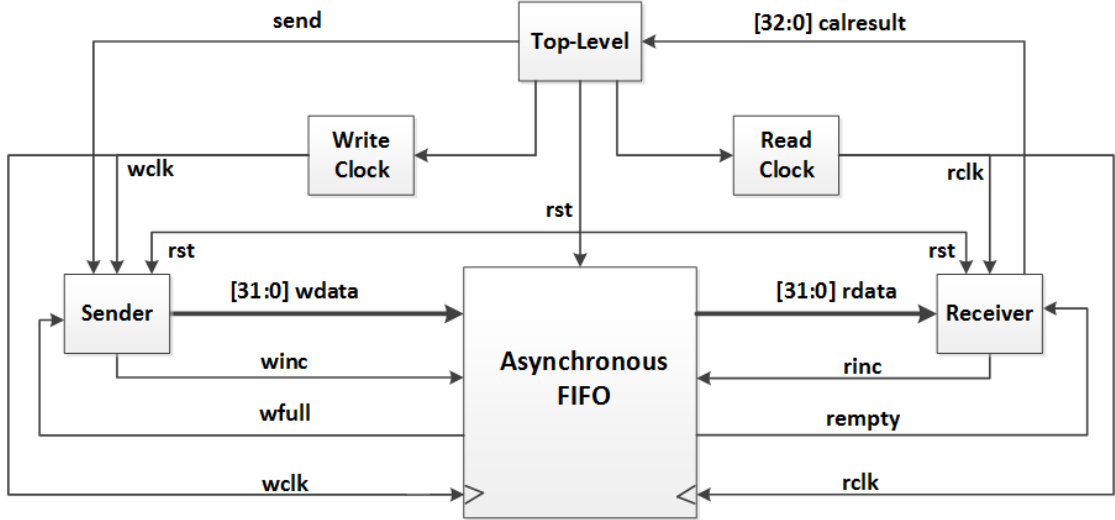 send
Top-Level
[32:0] calresult
Write
Clock
Read
Clock
wclk
rclk
rst
rst
rst
[31:0] wdata
[31:0] rdata
Sender
Receiver
winc
Asynchronous
FIFO
rinc
wfull
rempty
wclk
rclk